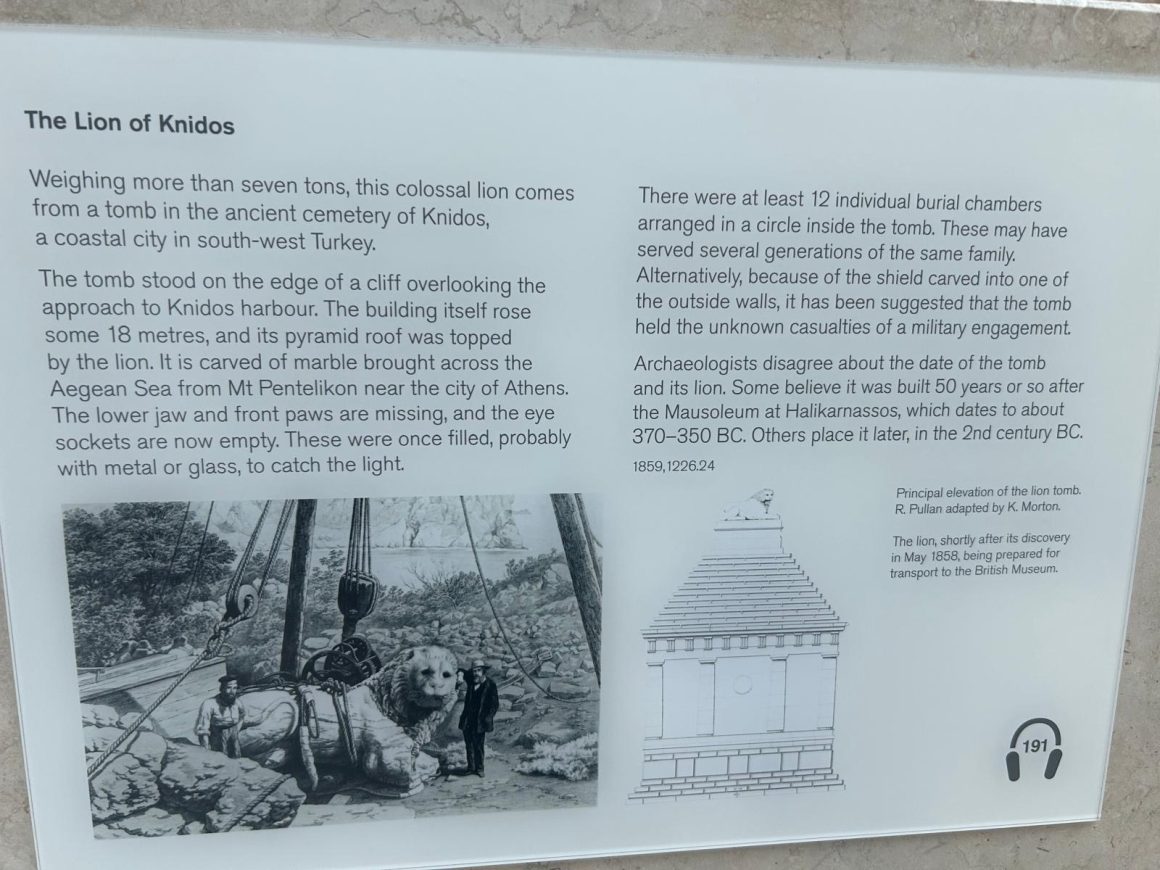 The Lion of Knidos
Weighing more than seven tons, this colossal lion comes
from a tomb in the ancient cemetery of Knidos,
a coastal city in south-west Turkey.
The tomb stood on the edge of a cliff overlooking the
approach to Knidos harbour. The building itself rose
some 18 metres, and its pyramid roof was topped
by the lion. It is carved of marble brought across the
Aegean Sea from Mt Pentelikon near the city of Athens.
The lower jaw and front paws are missing, and the eye
sockets are now empty. These were once filled, probably
with metal or glass, to catch the light.
There were at least 12 individual burial chambers
arranged in a circle inside the tomb. These may have
served several generations of the same family.
Alternatively, because of the shield carved into one of
the outside walls, it has been suggested that the tomb
held the unknown casualties of a military engagement.
Archaeologists disagree about the date of the tomb
and its lion. Some believe it was built 50 years or so after
the Mausoleum at Halikarnassos, which dates to about
370–350 BC. Others place it later, in the 2nd century BC.
1859,1226.24
Principal elevation of the lion tomb.
R. Pullan adapted by K. Morton.
The lion, shortly after its discovery
in May 1858, being prepared for
transport to the British Museum.
191